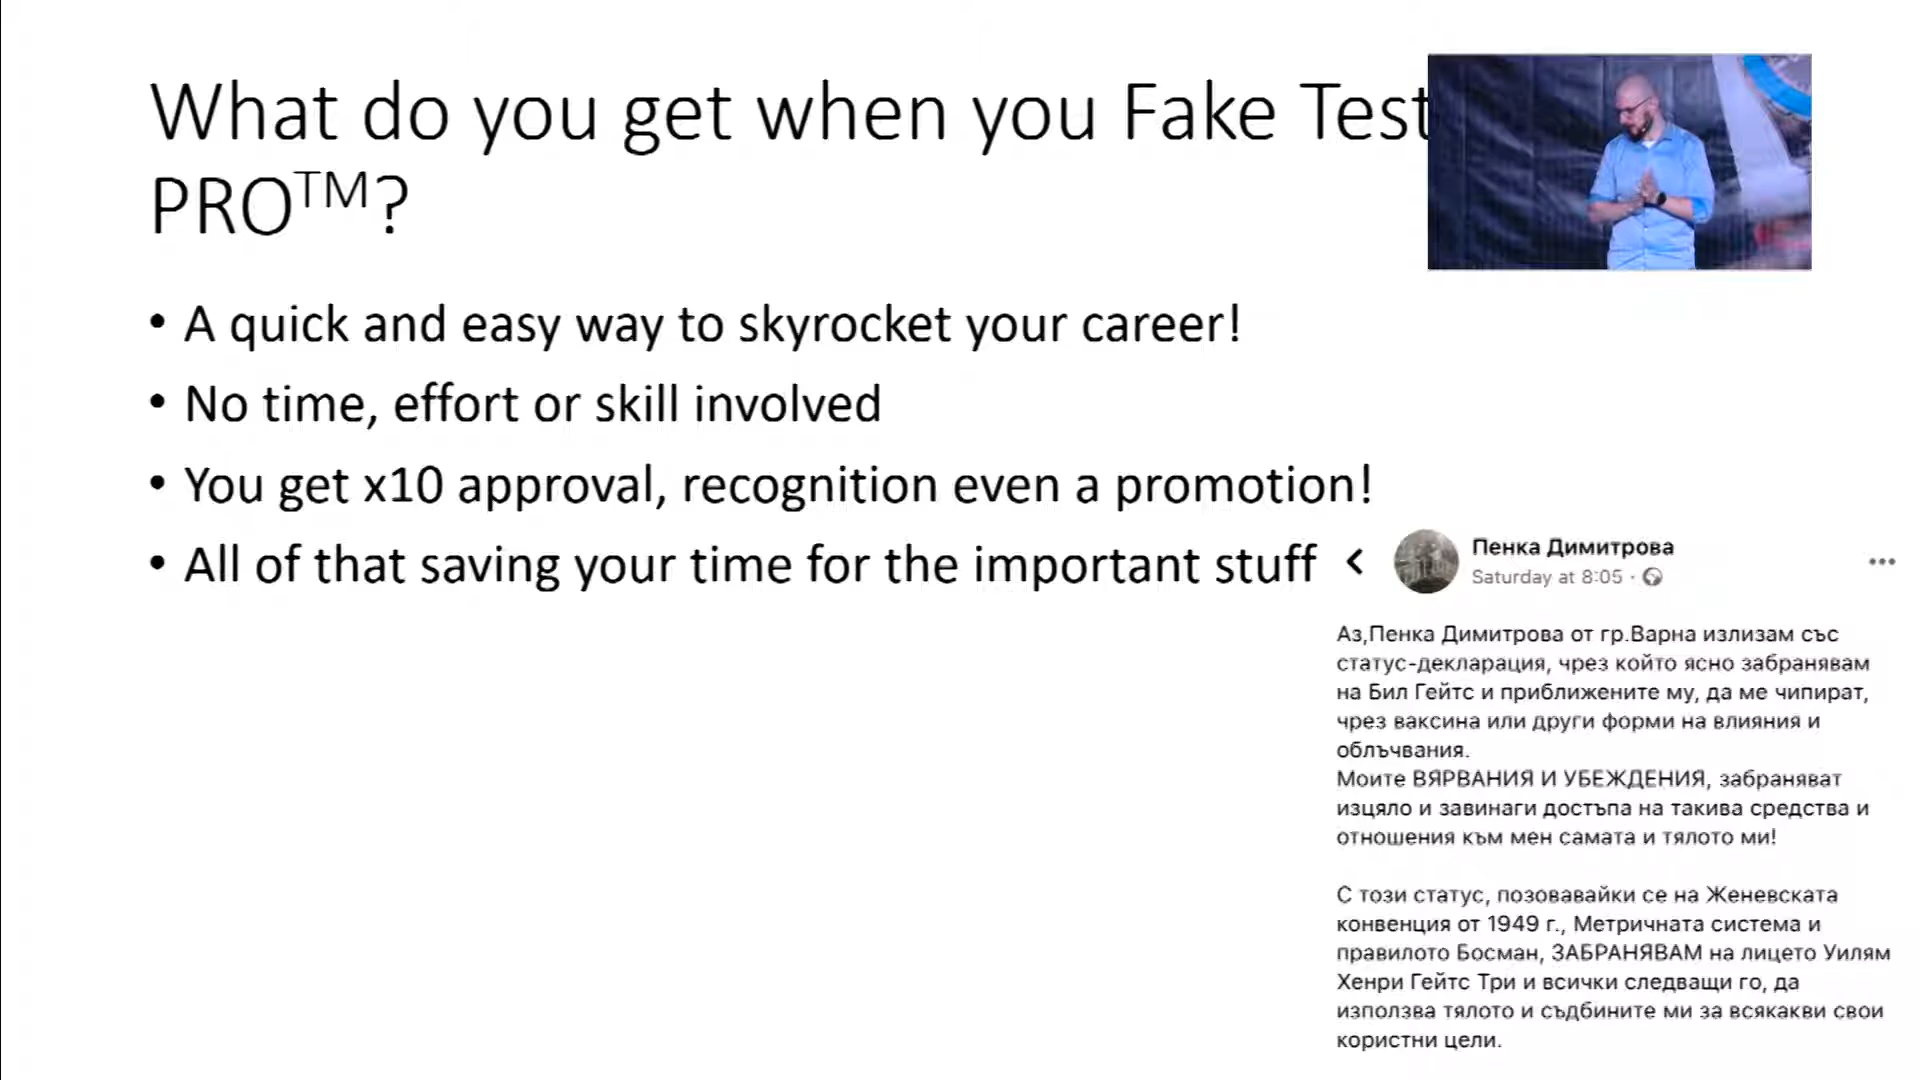 What do you get when you Fake Test
PRO™?
• A quick and easy way to skyrocket your career!
• No time, effort or skill involved
• You get x10 approval, recognition even a promotion!
• All of that saving your time for the important stuff
Пенка Димитрова
Saturday at 8:05 ·
Аз,Пенка Димитрова от гр.Варна излизам със
статус-декларация, чрез който ясно забранявам
на Бил Гейтс и приближените му, да ме чипират,
чрез ваксина или други форми на влияния и
облъчвания.
Моите ВЯРВАНИЯ И УБЕЖДЕНИЯ, забраняват
изцяло и завинаги достъпа на такива средства и
отношения към мен самата и тялото ми!
С този статус, позовавайки се на Женевската
конвенция от 1949 г., Метричната система и
правилото Босман, ЗАБРАНЯВАМ на лицето Уилям
Хенри Гейтс Три и всички следващи го, да
използва тялото и съдбините ми за всякакви свои
користни цели.